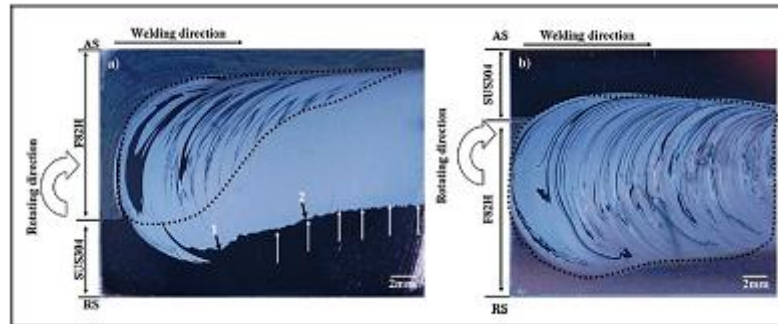 AS
Welding direction
a)
F82H
Rotating direction
SUS304
1
2
2mm
RS
AS
Welding direction
b)
SUS304
Rotating direction
F82H
2mm
RS